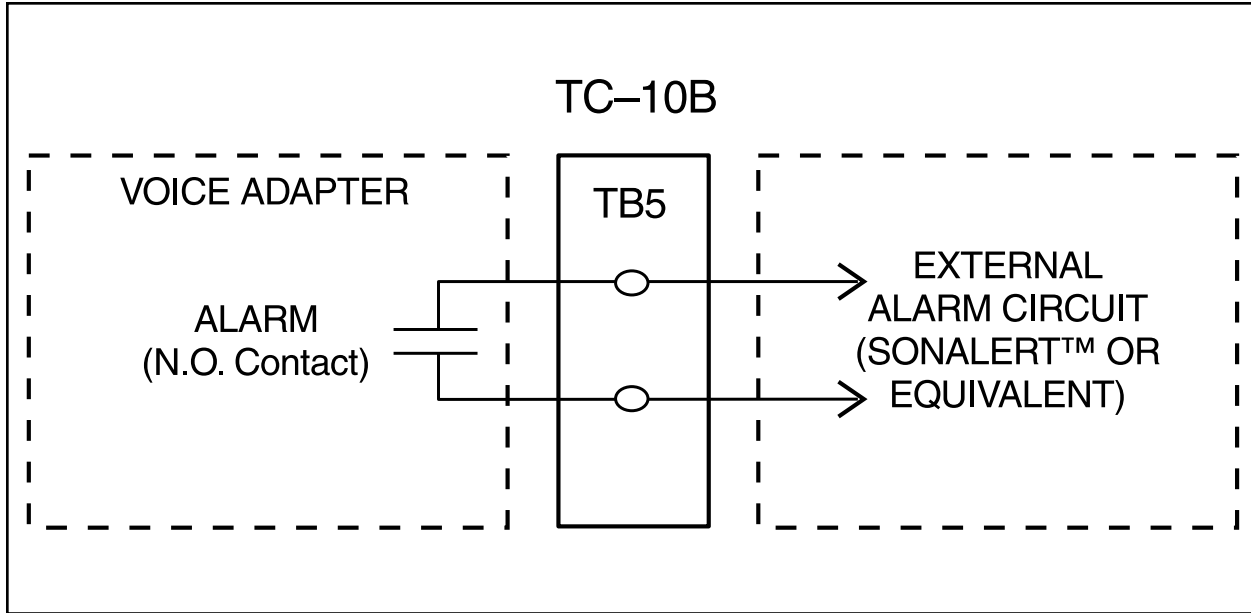 TC–10B
VOICE ADAPTER
TB5
ALARM
(N.O. Contact)
EXTERNAL
ALARM CIRCUIT
(SONALERT™ OR
EQUIVALENT)